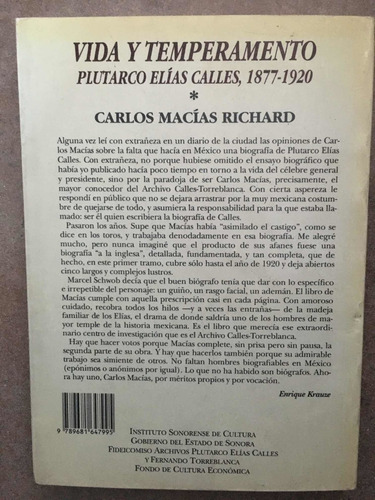 VIDA Y TEMPERAMENTO
PLUTARCO ELÍAS CALLES, 1877-1920
*
CARLOS MACÍAS RICHARD
Alguna vez leí con extrañeza en un diario de la ciudad las opiniones de Car-
los Macías sobre la falta que hacía en México una biografía de Plutarco Elías
Calles. Con extrañeza, no porque hubiese omitido el ensayo biográfico que
había yo publicado hacía poco tiempo en torno a la vida del célebre general
y presidente, sino por la paradoja de ser Carlos Macías, precisamente, el
mayor conocedor del Archivo Calles-Torreblanca. Con cierta aspereza le
respondí en público que no se dejara arrastrar por la muy mexicana costum-
bre de quejarse de todo, y asumiera la responsabilidad para la que estaba lla-
mado: ser él quien escribiera la biografía de Calles.
Pasaron los años. Supe que Macías había "asimilado el castigo", como se
dice en los toros, y trabajaba denodadamente en esa biografía. Me alegré
mucho, pero nunca imaginé que el producto de sus afanes fuese una
biografía "a la inglesa", detallada, fundamentada, y tan completa, que de
hecho, en este primer tramo, cubre sólo hasta el año de 1920 y deja abiertos
cinco largos y complejos lustros.
Marcel Schwob decía que el buen biógrafo tenía que dar con lo específico
e irrepetible del personaje: un guiño, un rasgo facial, un ademán. El libro de
Macías cumple con aquella prescripción casi en cada página. Con amoroso
cuidado, recoba todos los hilos —y a veces las entrañas— de la madeja
familiar de los Elías, el drama de donde saldría uno de los hombres de ma-
yor temple de la historia mexicana. Es el libro que merecía ese extraordi-
nario centro de investigación que es el Archivo Calles-Torreblanca.
Hay que hacer votos porque Macías complete, sin prisa pero sin pausa, la
segunda parte de su obra. Y hay que hacerlos también porque su admirable
trabajo sea simiente de otros. No faltan hombres biografiables en México
(epónimos o anónimos por igual). Lo que no ha habido son biógrafos. Aho-
ra hay uno, Carlos Macías, por méritos propios y por vocación.
Enrique Krauze
9 789681 647995
INSTITUTO SONORENSE DE CULTURA
GOBIERNO DEL ESTADO DE SONORA
FIDEICOMISO ARCHIVOS PLUTARCO ELÍAS CALLES
Y FERNANDO TORREBLANCA
FONDO DE CULTURA ECONÓMICA